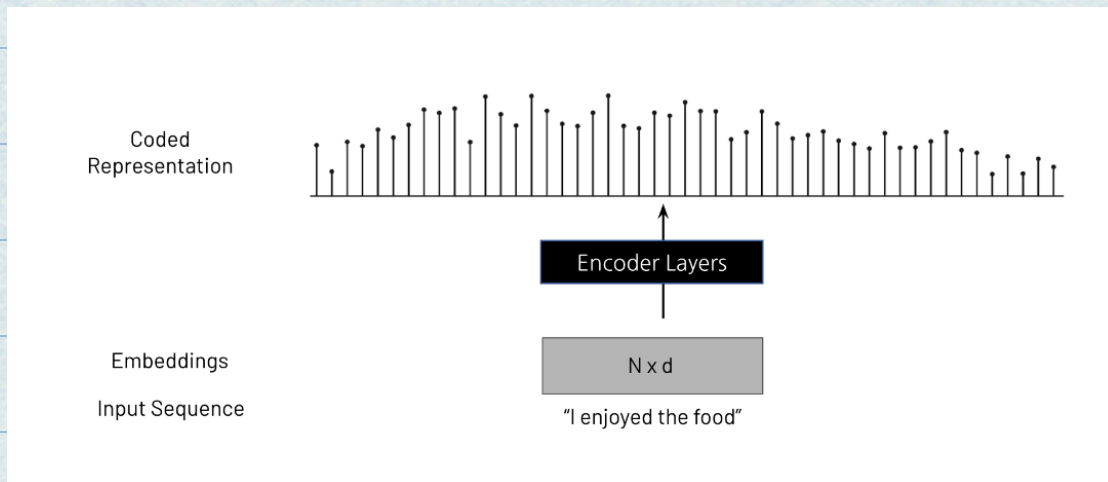 Coded
Representation
Encoder Layers
Embeddings
N x d
Input Sequence
“I enjoyed the food”